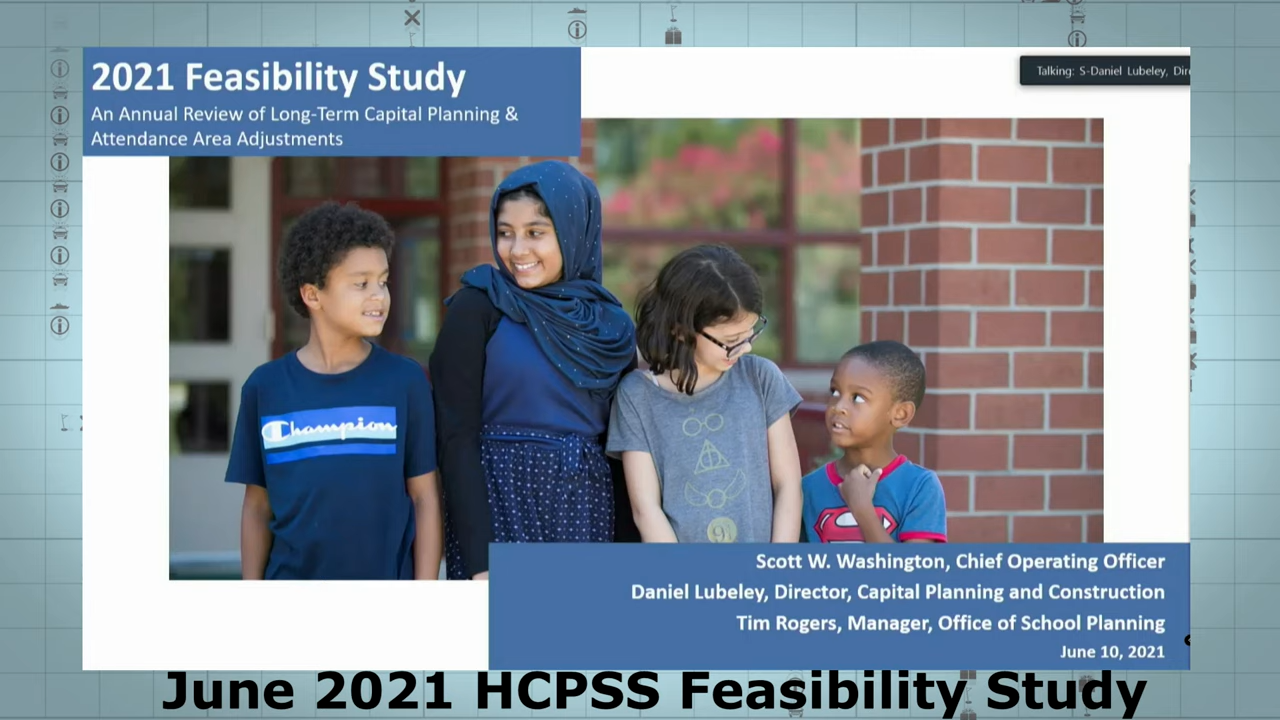 2021 Feasibility Study
An Annual Review of Long-Term Capital Planning &
Attendance Area Adjustments
Talking: S-Daniel Lubeley,
Champion
9¾
Scott W. Washington, Chief Operating Officer
Daniel Lubeley, Director, Capital Planning and Construction
Tim Rogers, Manager, Office of School Planning
June 10, 2021
June 2021 HCPSS Feasibility Study